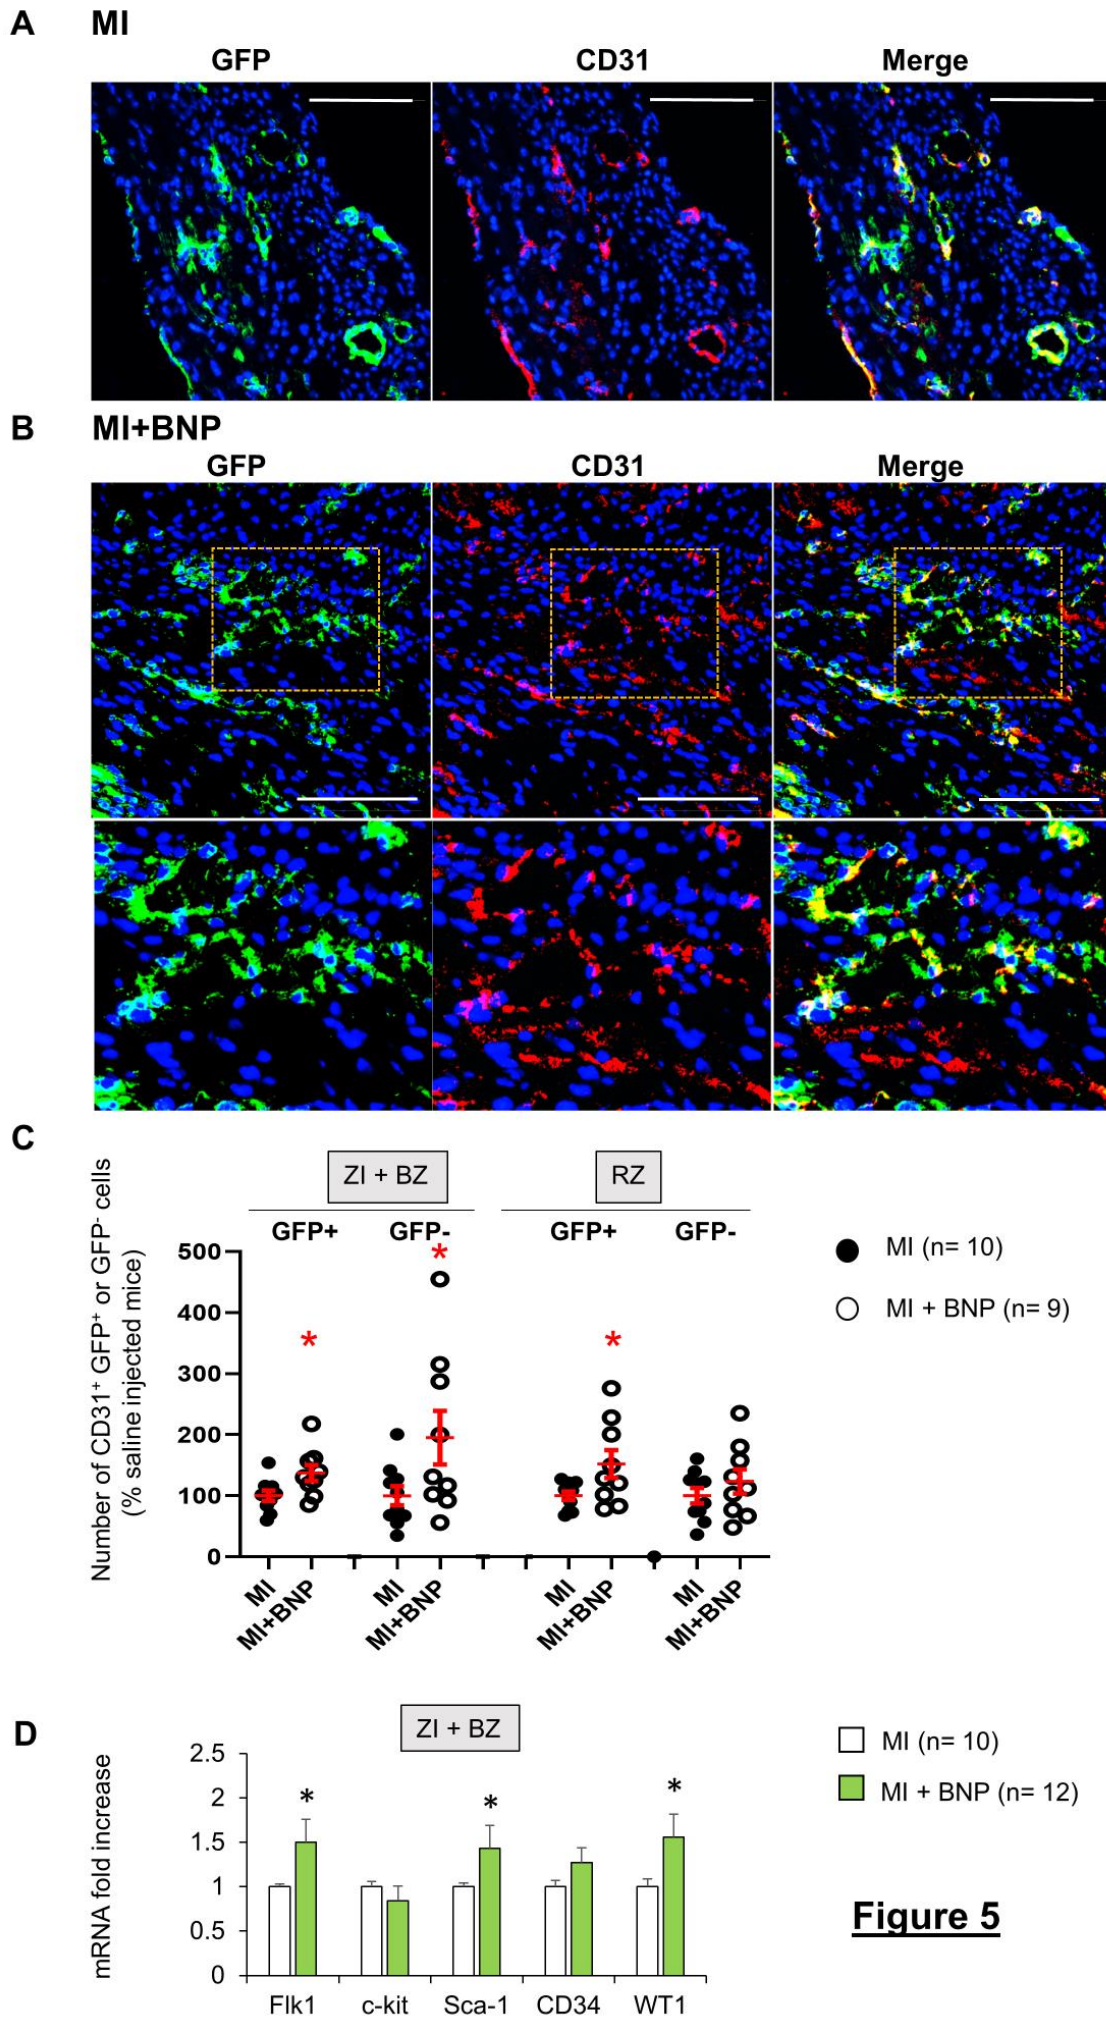 A MI
GFP CD31 Merge
B MI+BNP
GFP CD31 Merge
C
ZI + BZ RZ
GFP+ GFP- GFP+ GFP-
Number of CD31+ GFP+ or GFP- cells
(% saline injected mice)
500
400
300
200
100
0
* * *
MI MI+BNP MI MI+BNP MI MI+BNP MI MI+BNP
MI (n= 10)
MI + BNP (n= 9)
D
ZI + BZ
mRNA fold increase
2.5
2
1.5
1
0.5
0
* * *
Flk1 c-kit Sca-1 CD34 WT1
MI (n= 10)
MI + BNP (n= 12)
Figure 5